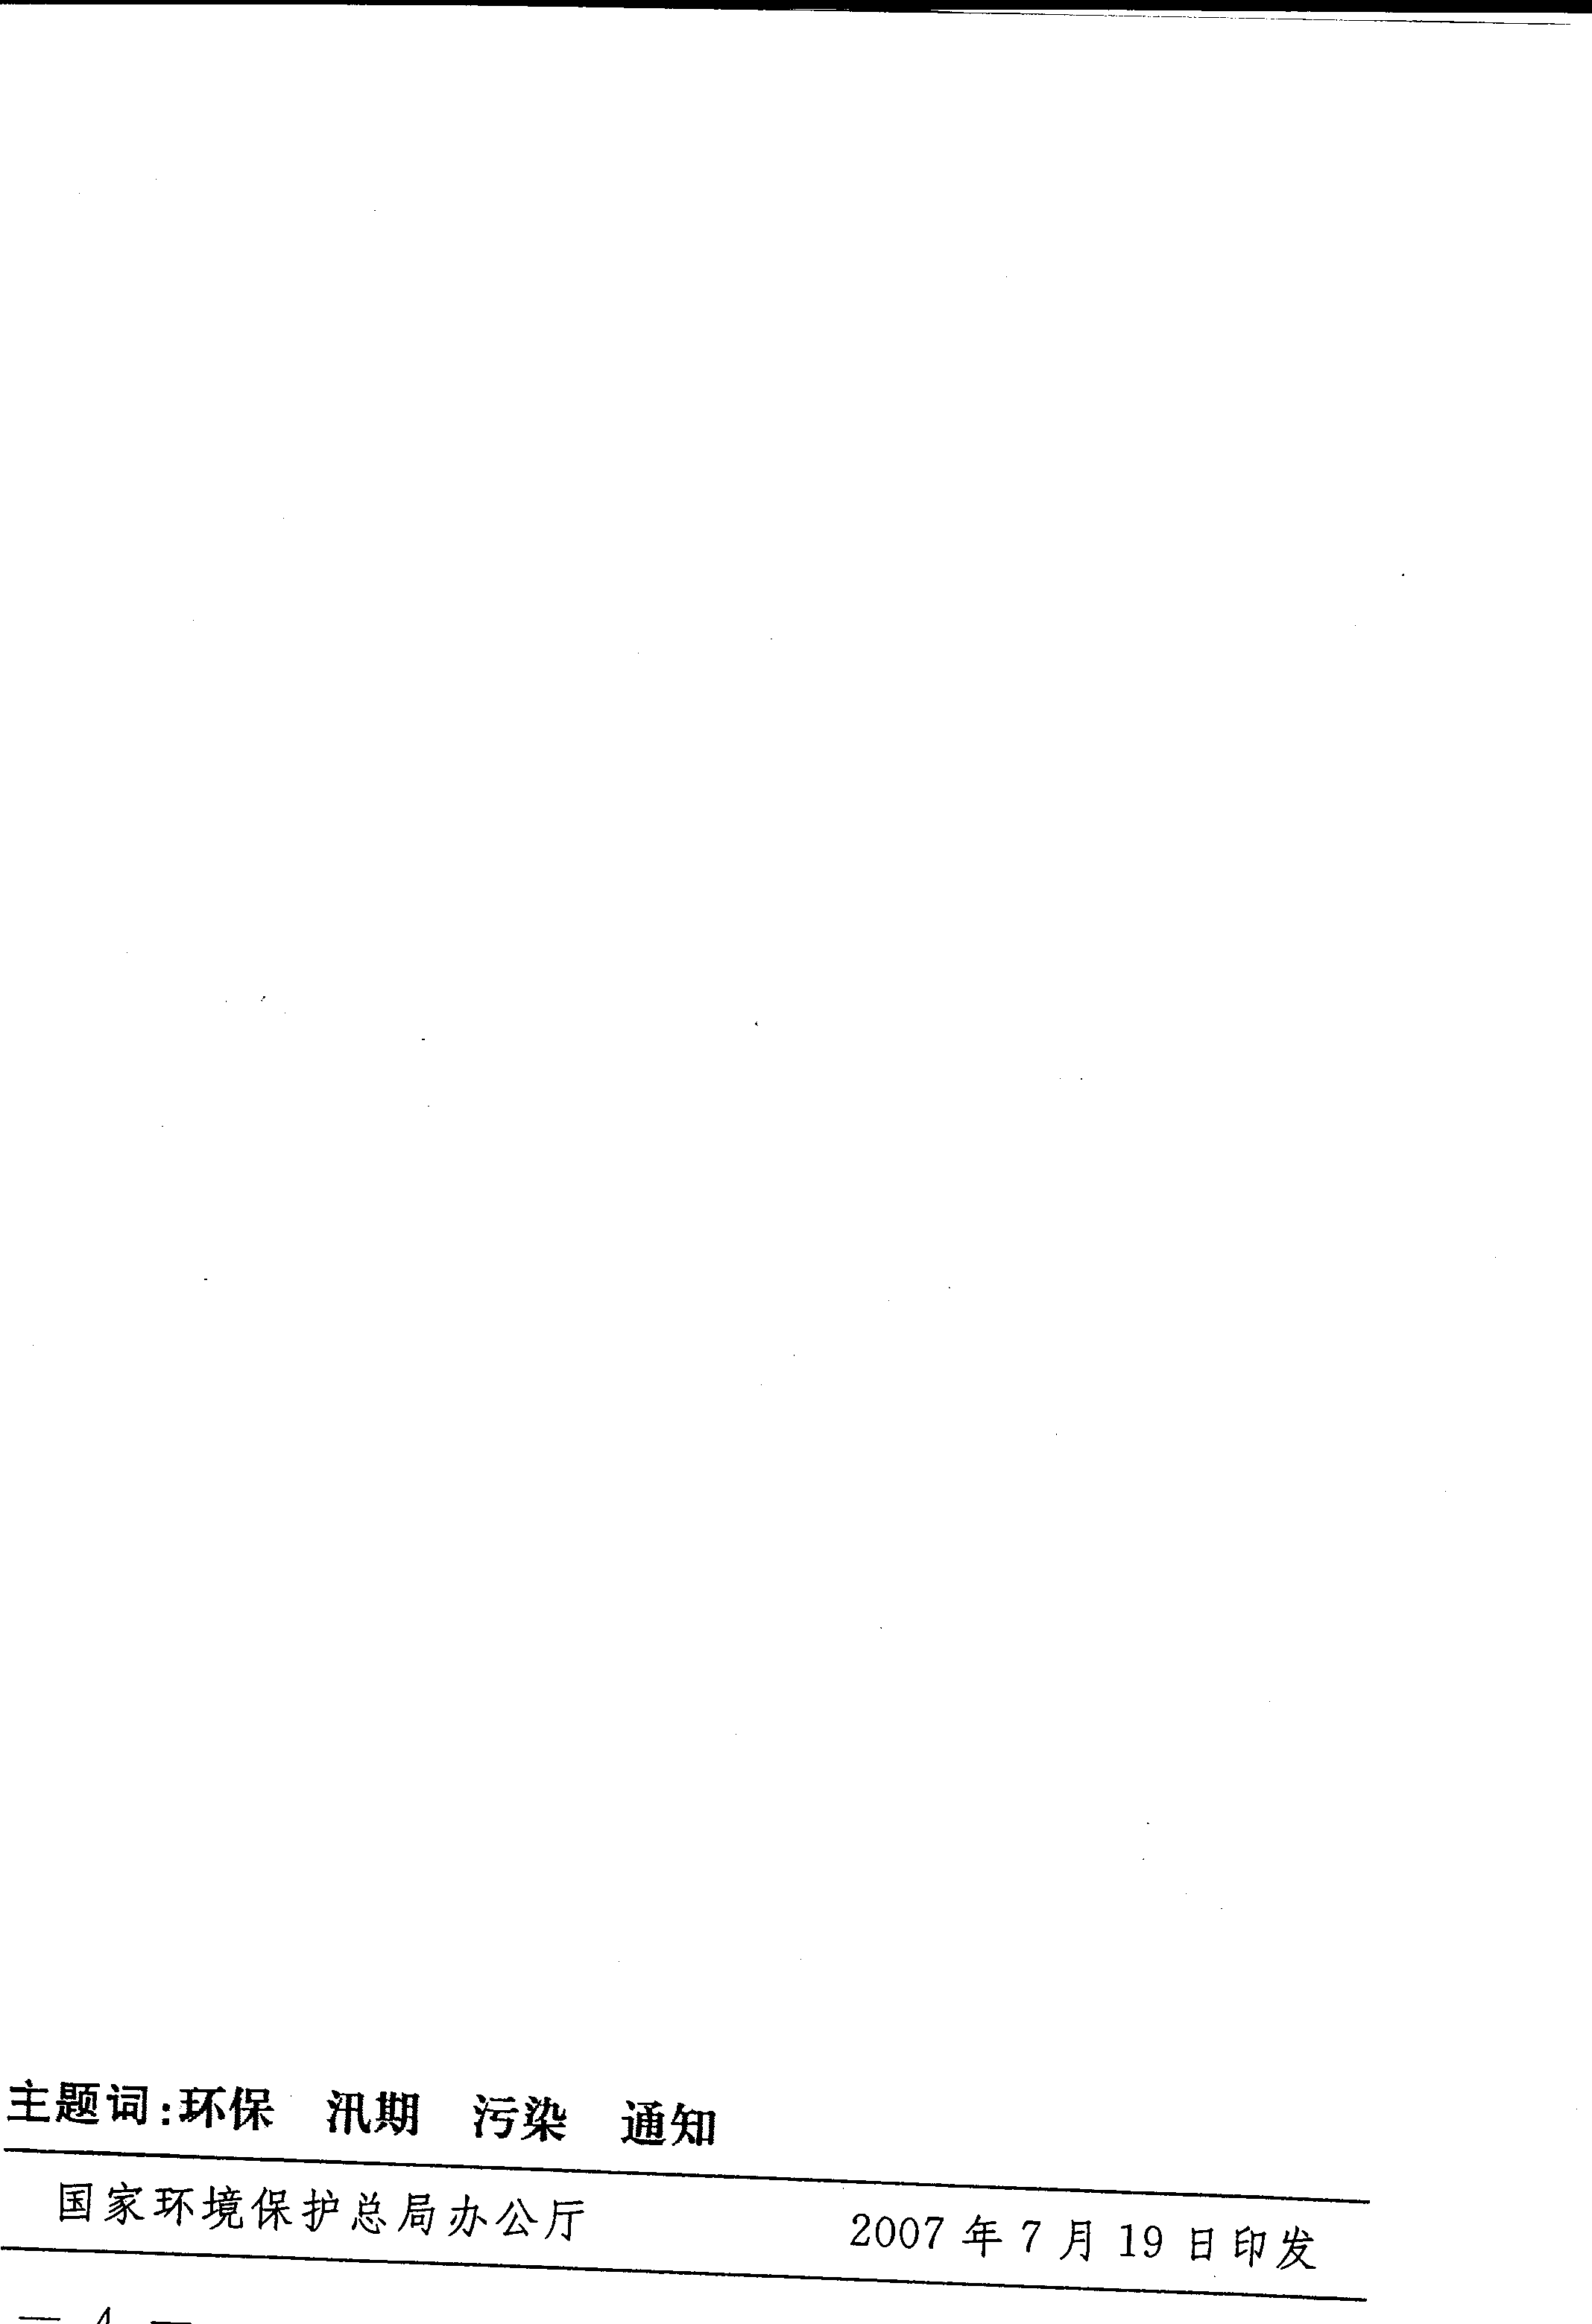 主题词:环保 汛期 污染 通知
国家环境保护总局办公厅 2007年7月19日印发
— 4 —